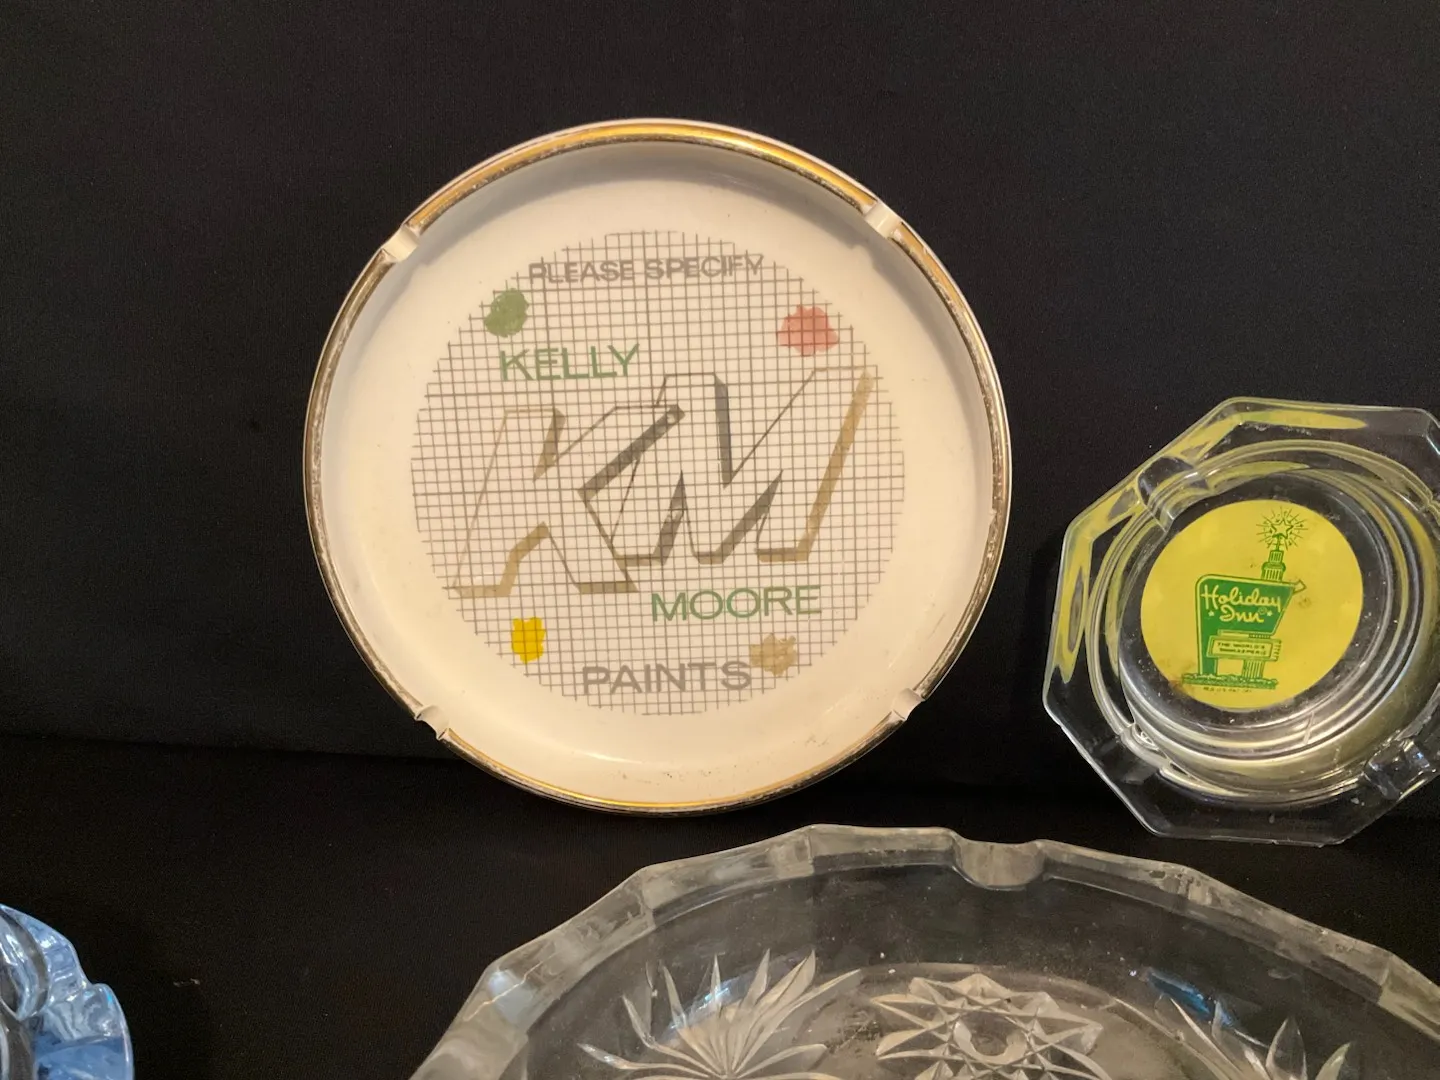 PLEASE SPECIFY
KELLY
KM
MOORE
PAINTS
Holiday
Inn
THE WORLD'S
INNKEEPER